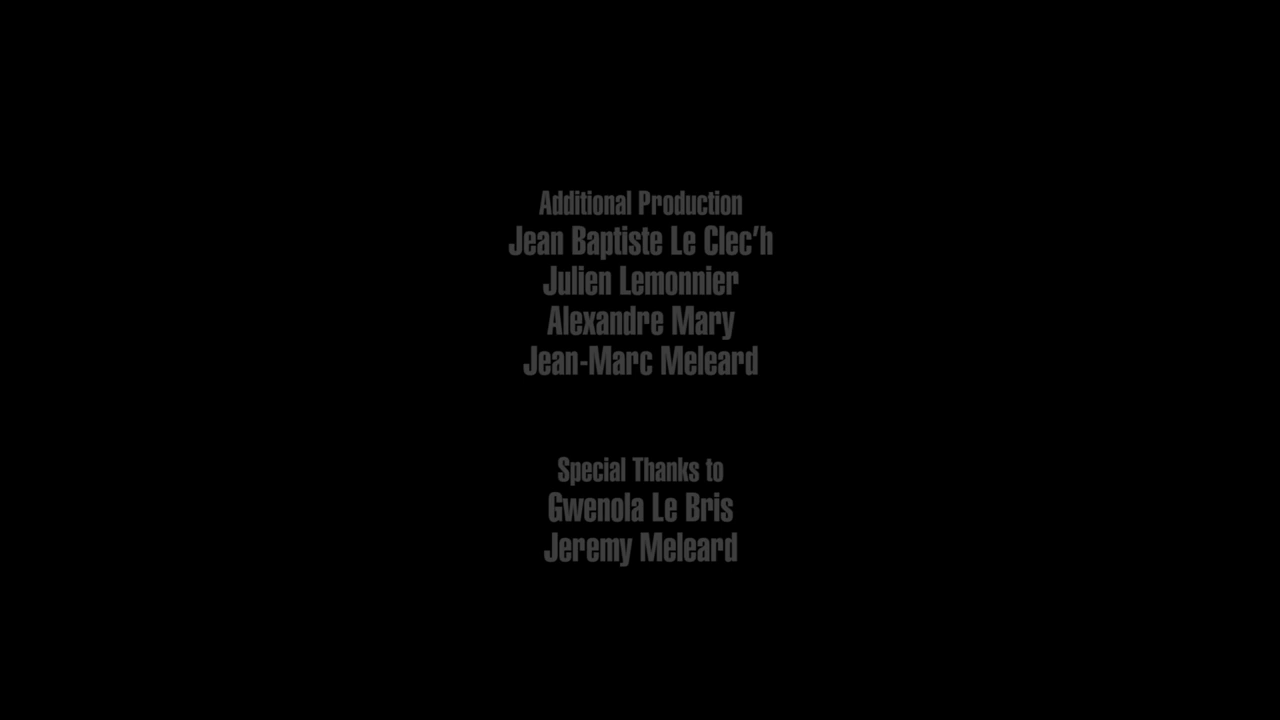 Additional Production
Jean Baptiste Le Clec'h
Julien Lemonnier
Alexandre Mary
Jean-Marc Meleard
Special Thanks to
Gwenola Le Bris
Jeremy Meleard